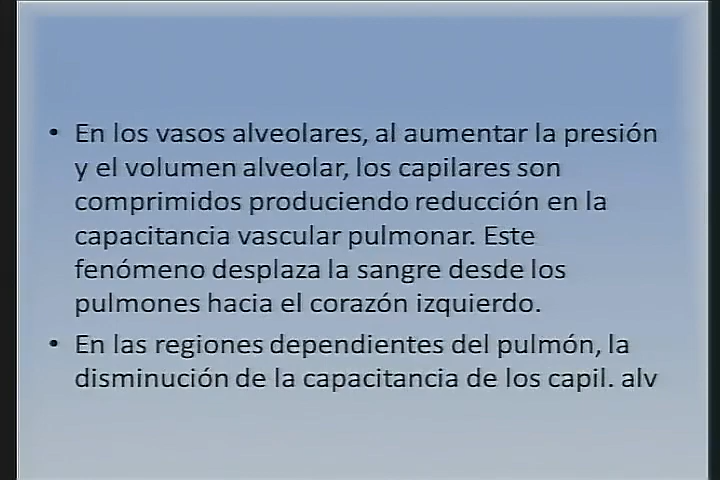 • En los vasos alveolares, al aumentar la presión
y el volumen alveolar, los capilares son
comprimidos produciendo reducción en la
capacitancia vascular pulmonar. Este
fenómeno desplaza la sangre desde los
pulmones hacia el corazón izquierdo.
• En las regiones dependientes del pulmón, la
disminución de la capacitancia de los capil. alv